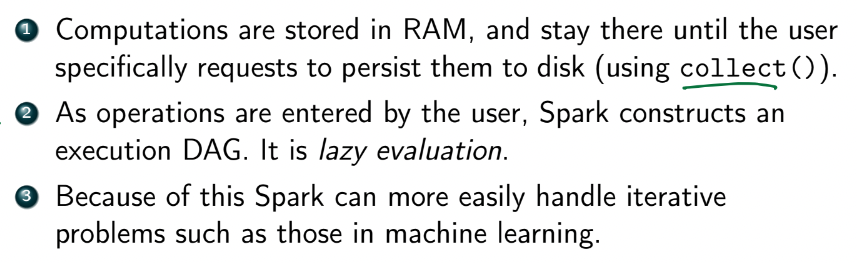 1 Computations are stored in RAM, and stay there until the user
specifically requests to persist them to disk (using collect()).
2 As operations are entered by the user, Spark constructs an
execution DAG. It is lazy evaluation.
3 Because of this Spark can more easily handle iterative
problems such as those in machine learning.